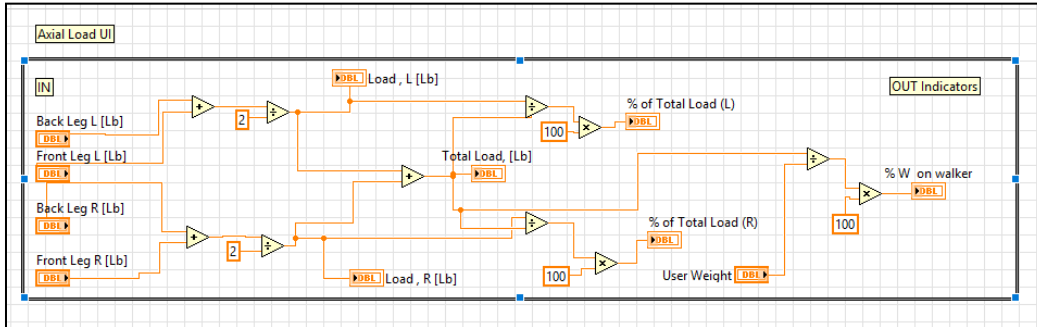 Axial Load UI
IN
OUT Indicators
DBL
Load , L [Lb]
Back Leg L [Lb]
DBL
2
÷
+
÷
100
×
% of Total Load (L)
DBL
Front Leg L [Lb]
DBL
Total Load, [Lb]
+
DBL
÷
% W on walker
×
DBL
100
Back Leg R [Lb]
DBL
+
2
÷
÷
% of Total Load (R)
DBL
100
×
Front Leg R [Lb]
DBL
DBL
Load , R [Lb]
User Weight
DBL